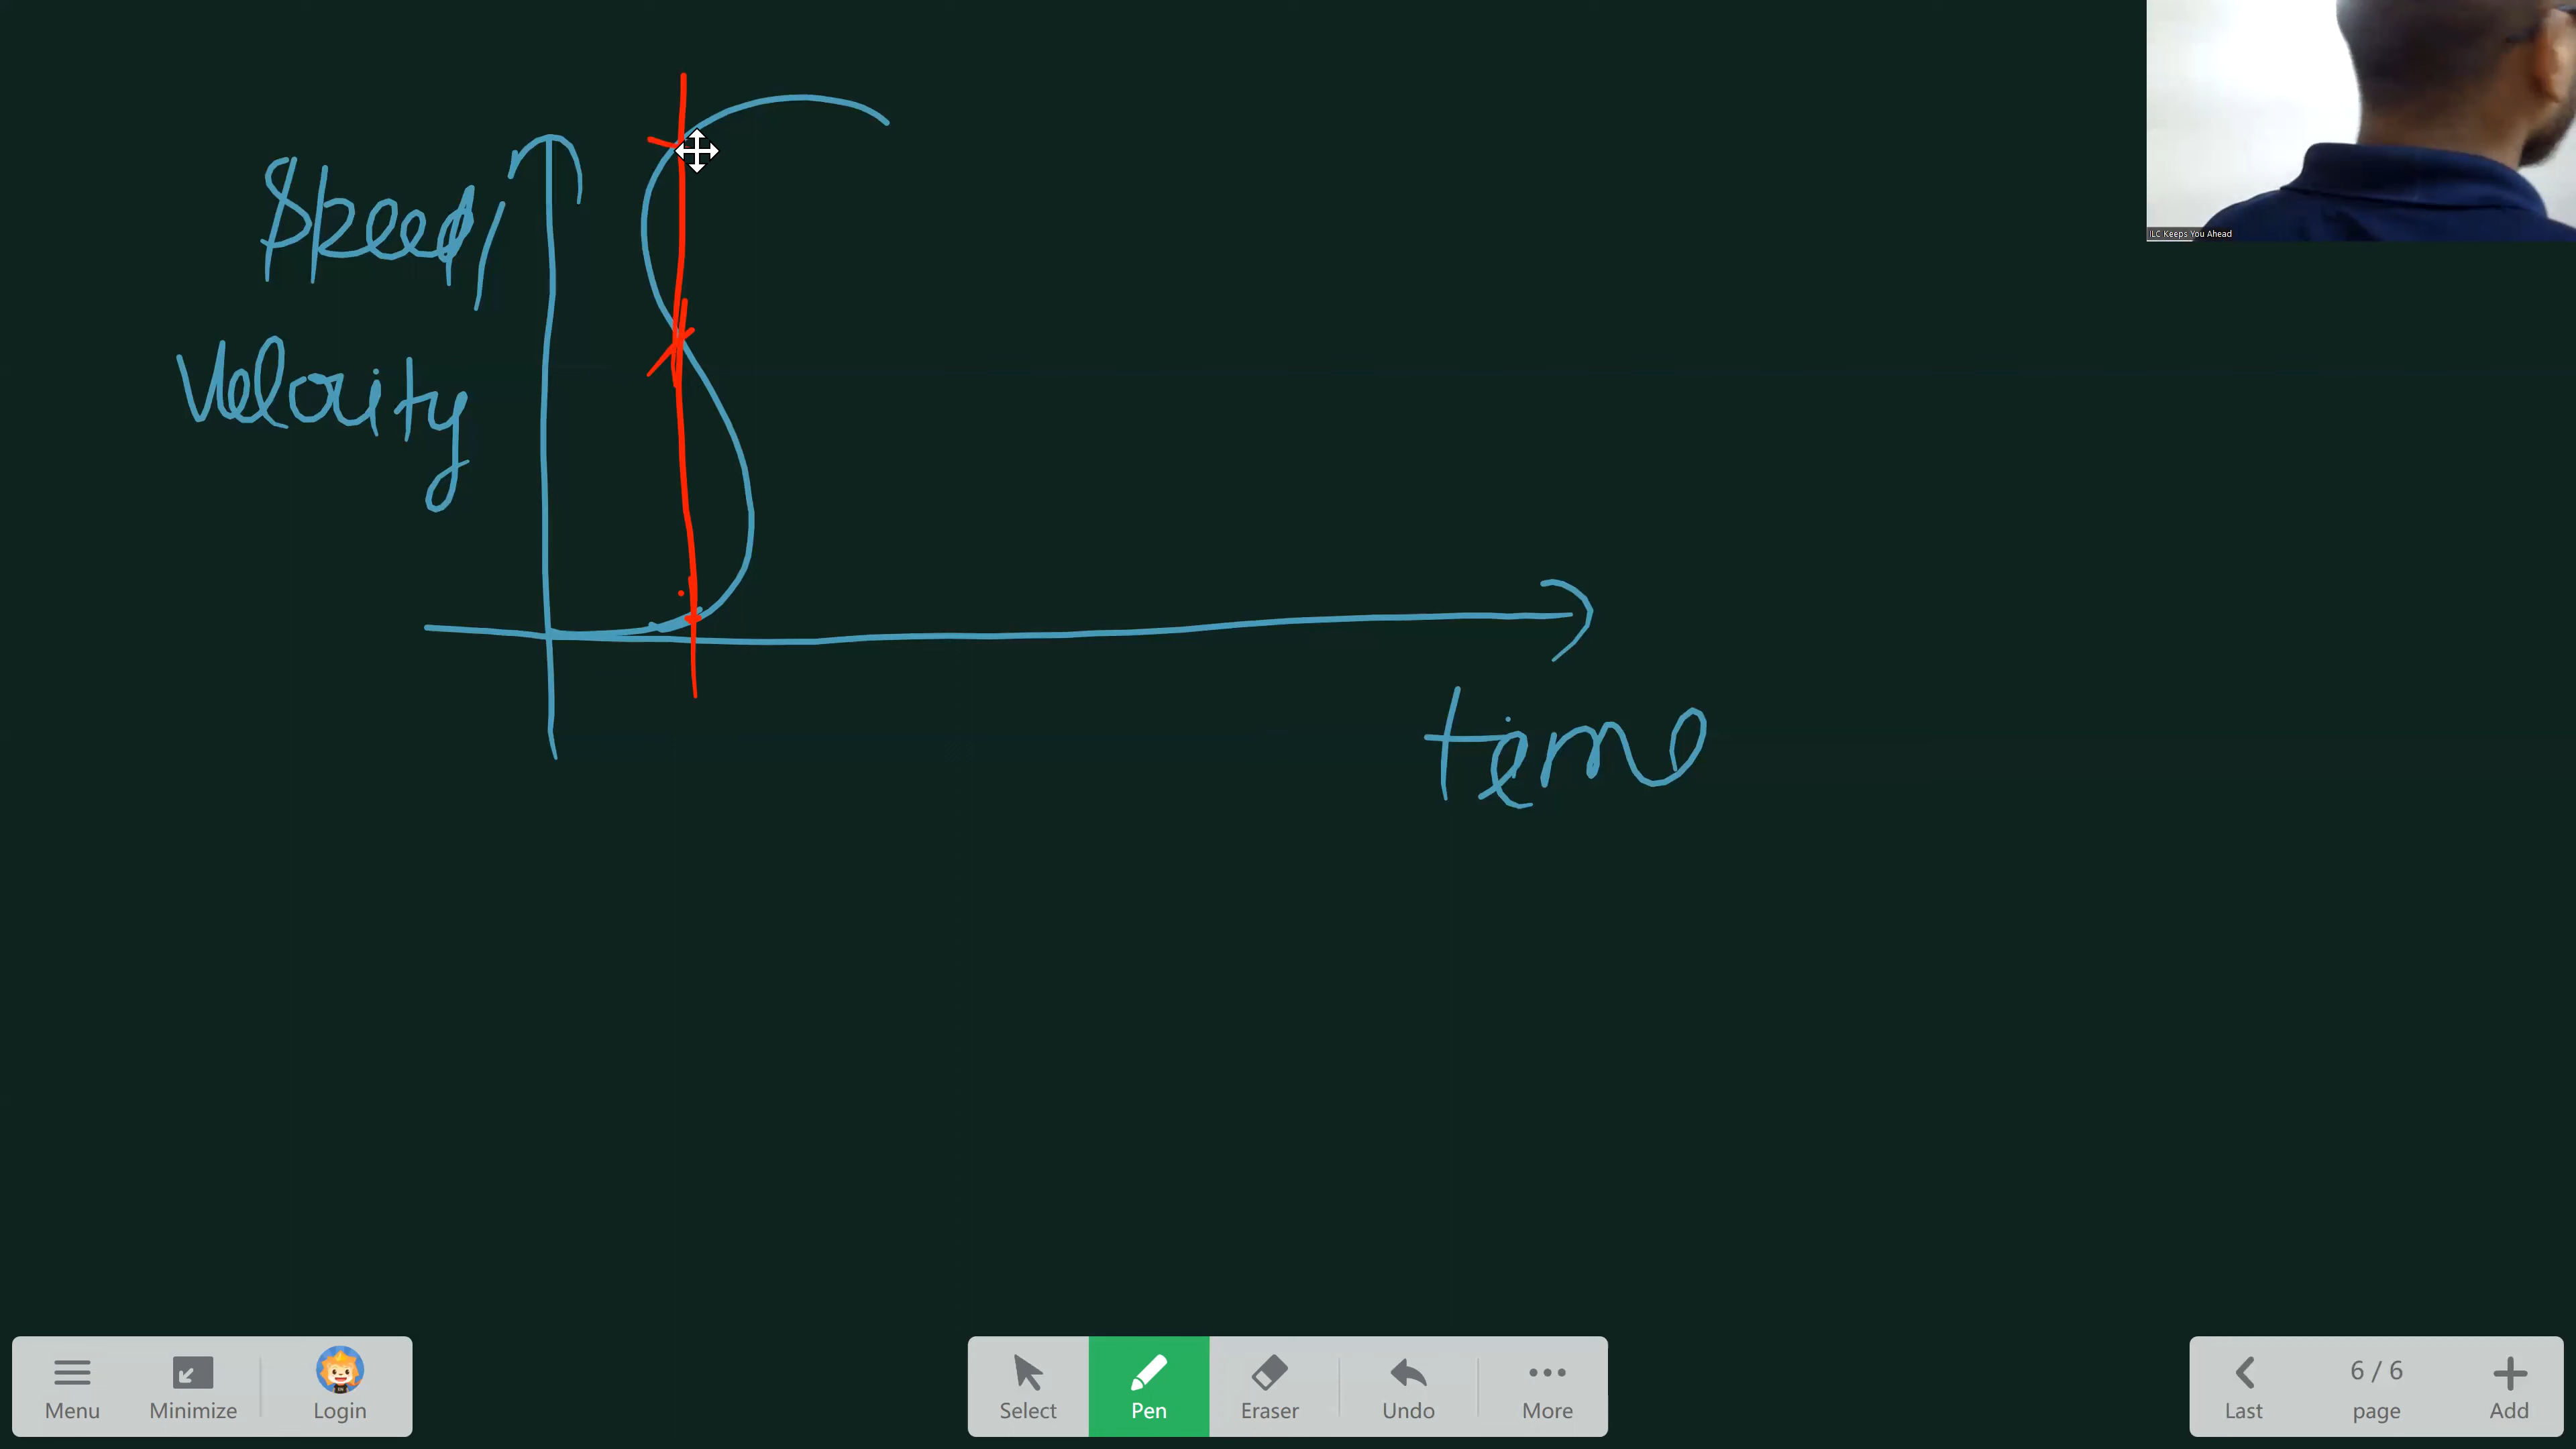 Speed,
Velocity
time
ILC Keeps You Ahead
Menu
Minimize
Login
Select
Pen
Eraser
Undo
More
Last
6 / 6
page
Add